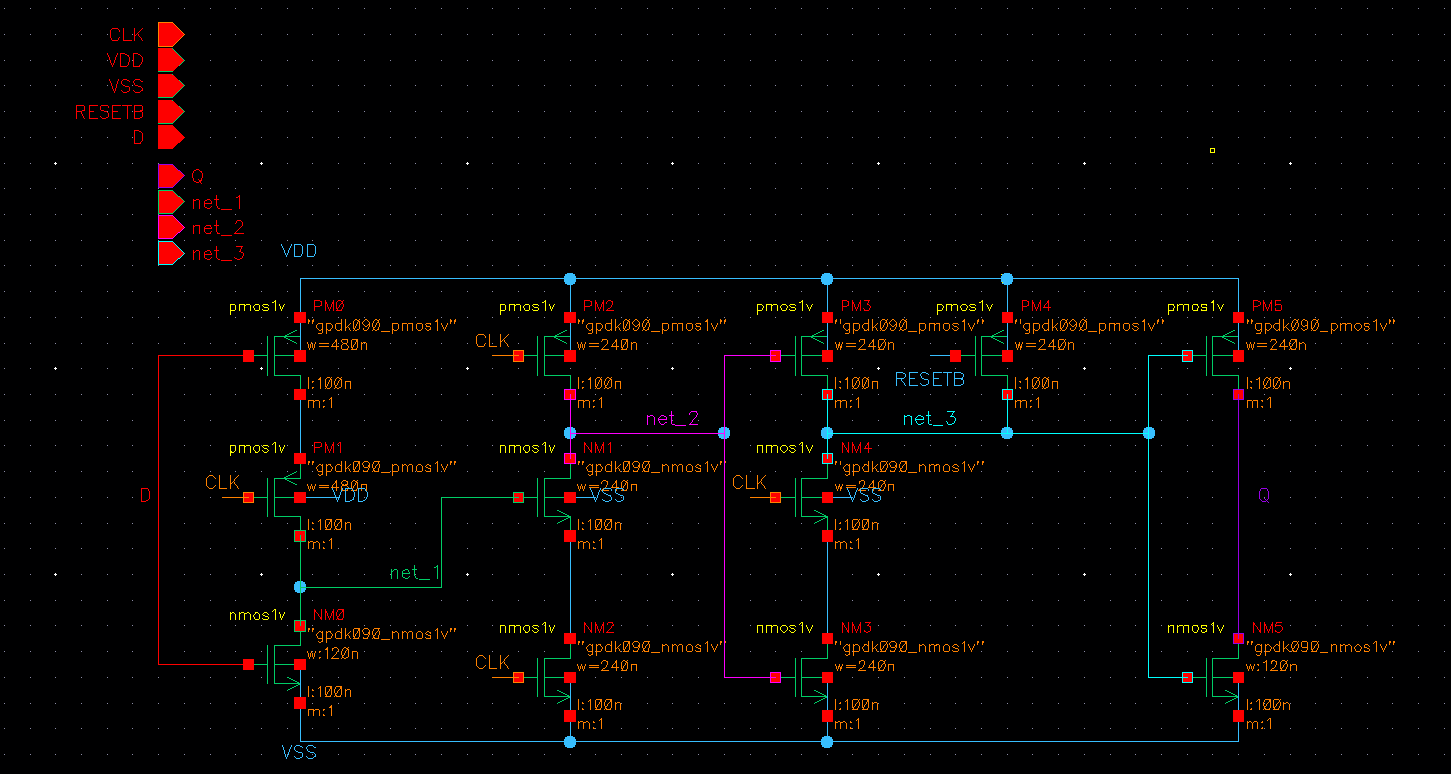 CLK
VDD
VSS
RESETB
D
Q
net_1
net_2
net_3
VDD
pmos1v PM0
"gpdk090_pmos1v"
w=480n
l:100n
m:1
CLK
pmos1v PM2
"gpdk090_pmos1v"
w=240n
l:100n
m:1
pmos1v PM3
"gpdk090_pmos1v"
w=240n
l:100n
m:1
RESETB
pmos1v PM4
"gpdk090_pmos1v"
w=240n
l:100n
m:1
pmos1v PM5
"gpdk090_pmos1v"
w=240n
l:100n
m:1
net_2
net_3
D
CLK
pmos1v PM1
"gpdk090_pmos1v"
w=480n
VDD
l:100n
m:1
nmos1v NM1
"gpdk090_nmos1v"
w=240n
VSS
l:100n
m:1
CLK
nmos1v NM4
"gpdk090_nmos1v"
w=240n
VSS
l:100n
m:1
Q
net_1
nmos1v NM0
"gpdk090_nmos1v"
w:120n
l:100n
m:1
CLK
nmos1v NM2
"gpdk090_nmos1v"
w=240n
l:100n
m:1
nmos1v NM3
"gpdk090_nmos1v"
w=240n
l:100n
m:1
nmos1v NM5
"gpdk090_nmos1v"
w:120n
l:100n
m:1
VSS